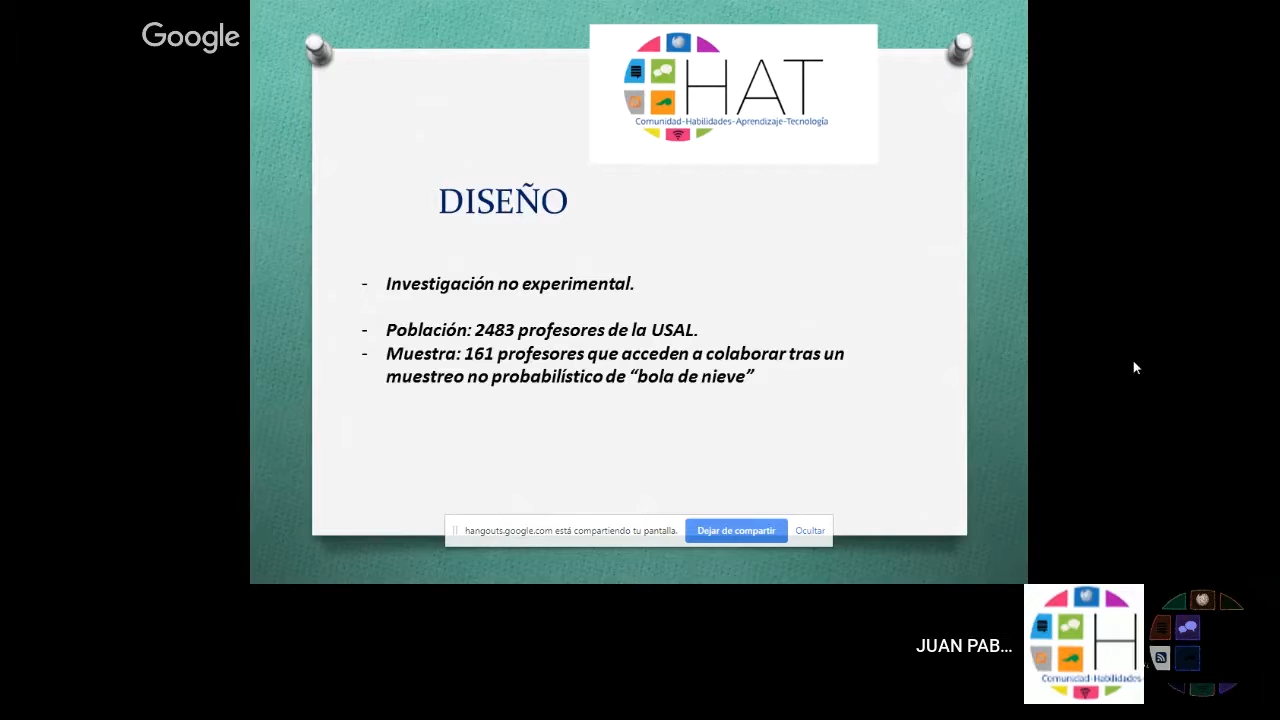 Google
HAT
Comunidad-Habilidades-Aprendizaje-Tecnología
DISEÑO
- Investigación no experimental.
- Población: 2483 profesores de la USAL.
- Muestra: 161 profesores que acceden a colaborar tras un
muestreo no probabilístico de “bola de nieve”
hangouts.google.com está compartiendo tu pantalla. Dejar de compartir Ocultar
JUAN PAB...
H
Comunidad-Habilidades-